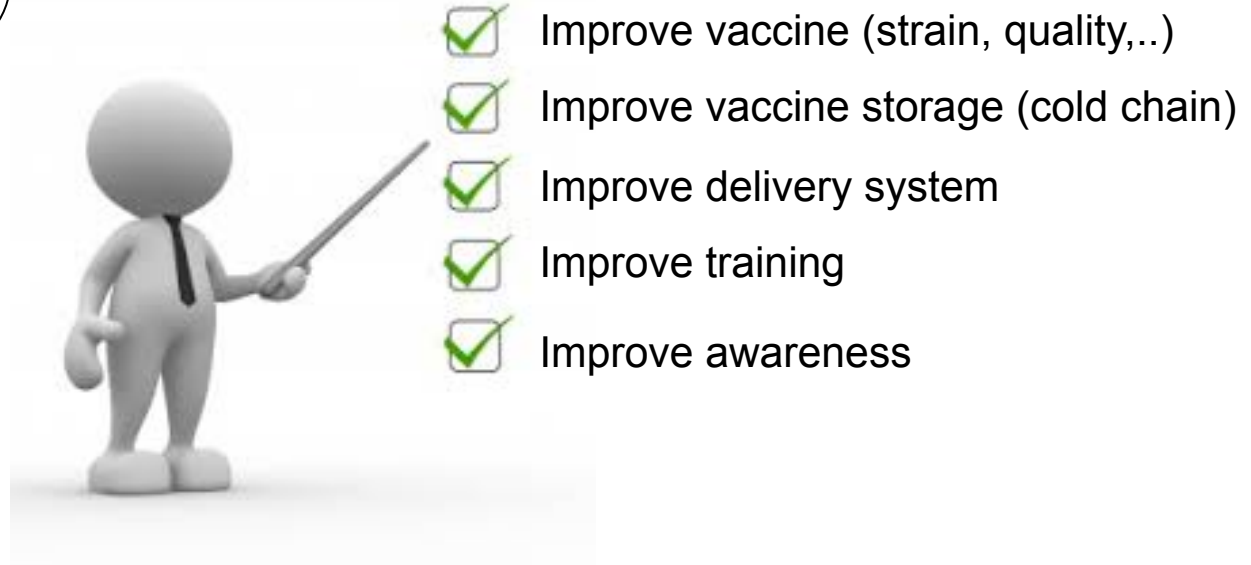 Improve vaccine (strain, quality,..)
Improve vaccine storage (cold chain)
Improve delivery system
Improve training
Improve awareness